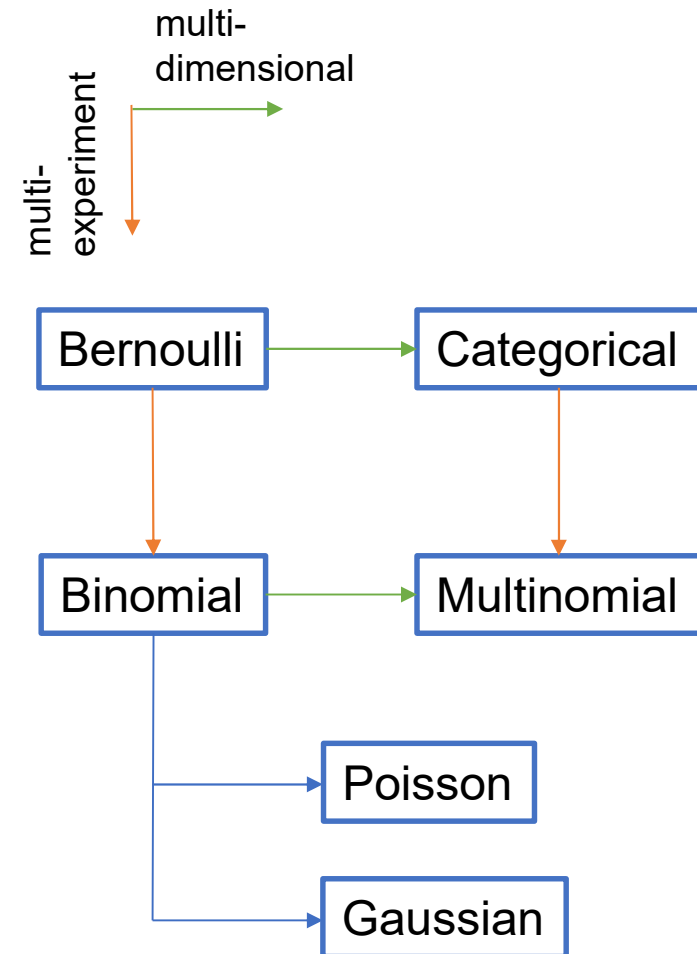 multi-
dimensional
multi-
experiment
Bernoulli
Categorical
Binomial
Multinomial
Poisson
Gaussian